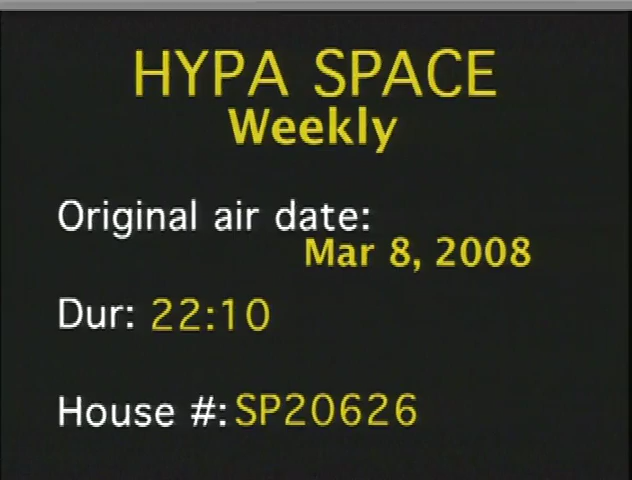 HYPA SPACE
Weekly
Original air date:
Mar 8, 2008
Dur: 22:10
House #: SP20626